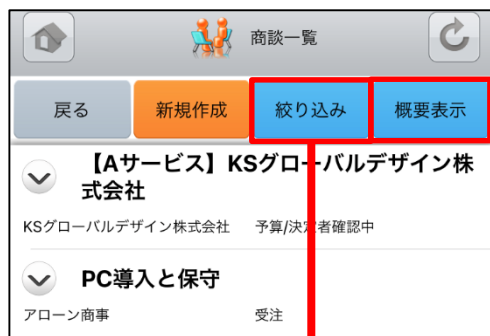 商談一覧
戻る 新規作成 絞り込み 概要表示
【Aサービス】KSグローバルデザイン株
式会社
KSグローバルデザイン株式会社 予算/決定者確認中
PC導入と保守
アローン商事 受注